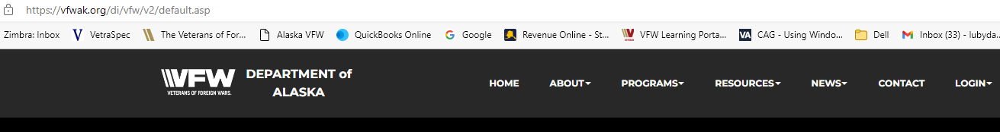 https://vfwak.org/di/vfw/v2/default.asp
Zimbra: Inbox VetraSpec The Veterans of For... Alaska VFW QuickBooks Online Google Revenue Online - St... VFW Learning Porta... CAG - Using Windo... Dell Inbox (33) - lubyda...
VFW DEPARTMENT of
VETERANS OF FOREIGN WARS. ALASKA
HOME ABOUT PROGRAMS RESOURCES NEWS CONTACT LOGIN